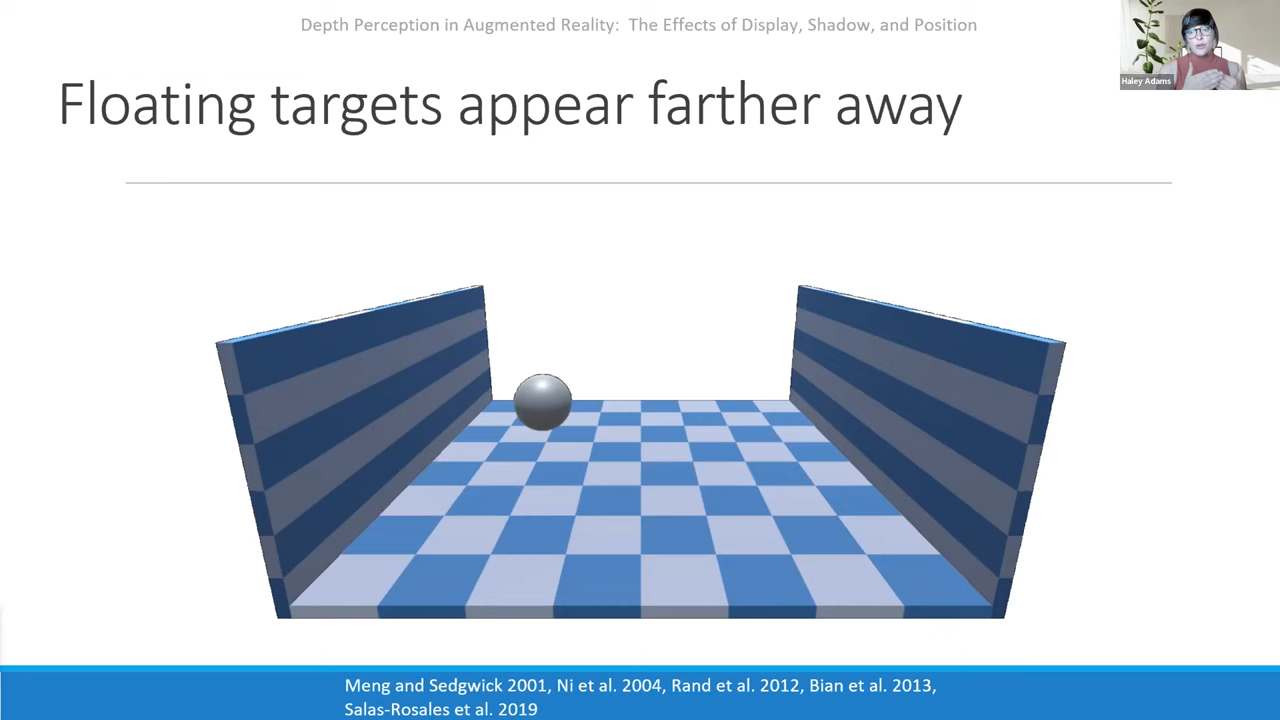 Depth Perception in Augmented Reality: The Effects of Display, Shadow, and Position
Haley Adams
Floating targets appear farther away
Meng and Sedgwick 2001, Ni et al. 2004, Rand et al. 2012, Bian et al. 2013,
Salas-Rosales et al. 2019